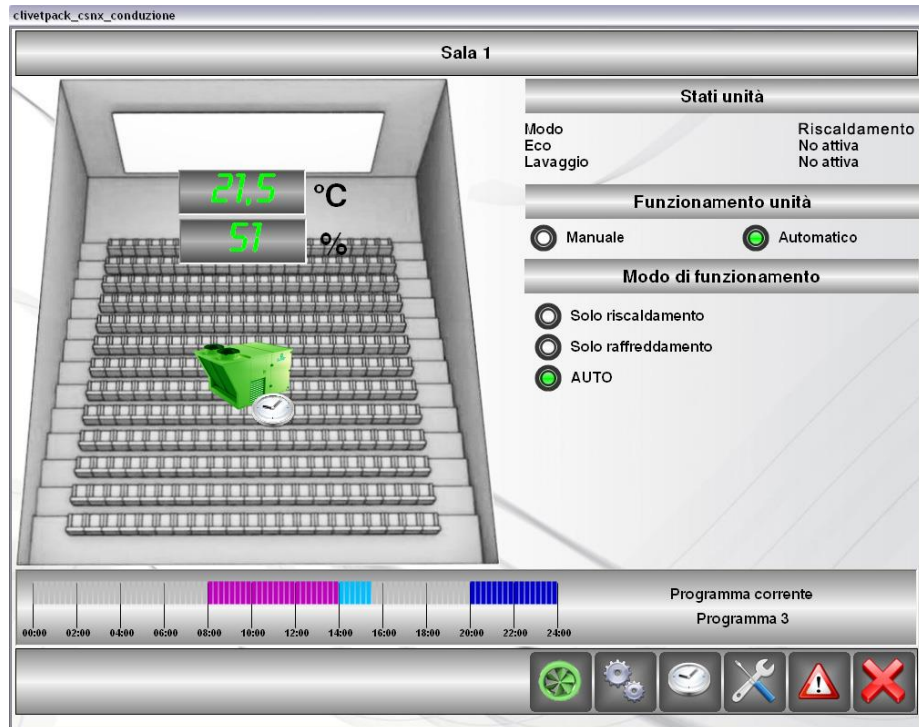 clivetpack_csnx_conduzione
Sala 1
21,5 °C
51 %
Stati unità
Modo Riscaldamento
Eco No attiva
Lavaggio No attiva
Funzionamento unità
Manuale Automatico
Modo di funzionamento
Solo riscaldamento
Solo raffreddamento
AUTO
00:00 02:00 04:00 06:00 08:00 10:00 12:00 14:00 16:00 18:00 20:00 22:00 24:00
Programma corrente
Programma 3